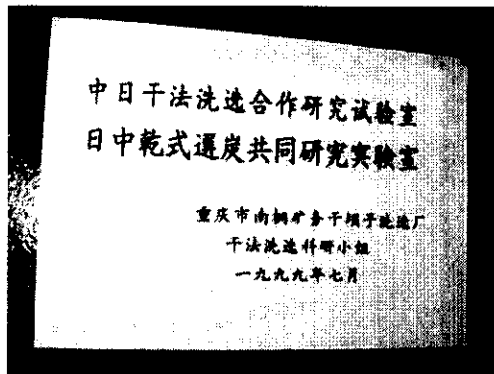 中日干法洗选合作研究试验室
日中乾式選炭共同研究实験室
重庆市南桐矿务干坝子洗选厂
干法洗选科研小组
一九九九年七月